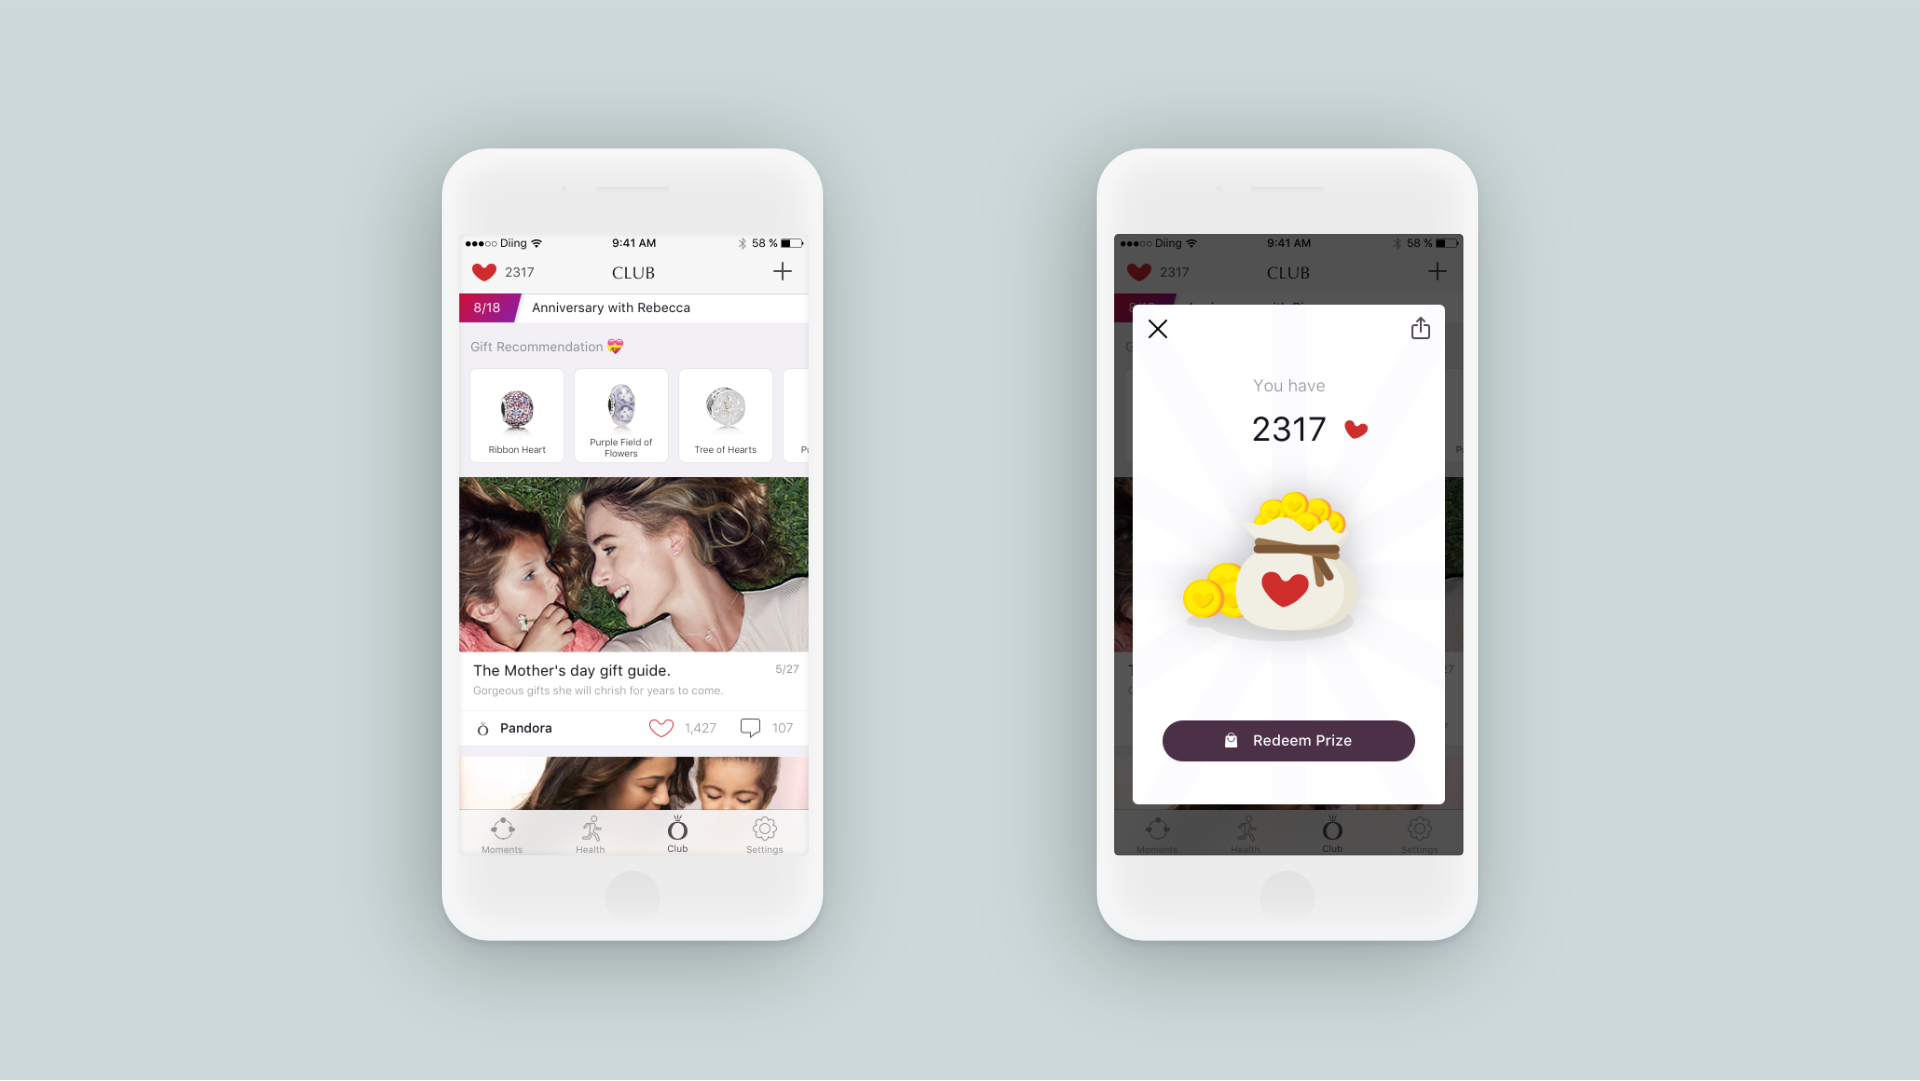 Diing 9:41 AM 58 %
2317 CLUB
8/18 Anniversary with Rebecca
Gift Recommendation
Ribbon Heart
Purple Field of
Flowers
Tree of Hearts
The Mother's day gift guide. 5/27
Gorgeous gifts she will chrish for years to come.
Pandora 1,427 107
Moments Health Club Settings
Diing 9:41 AM 58 %
2317 CLUB
You have
2317
Redeem Prize
Moments Health Club Settings